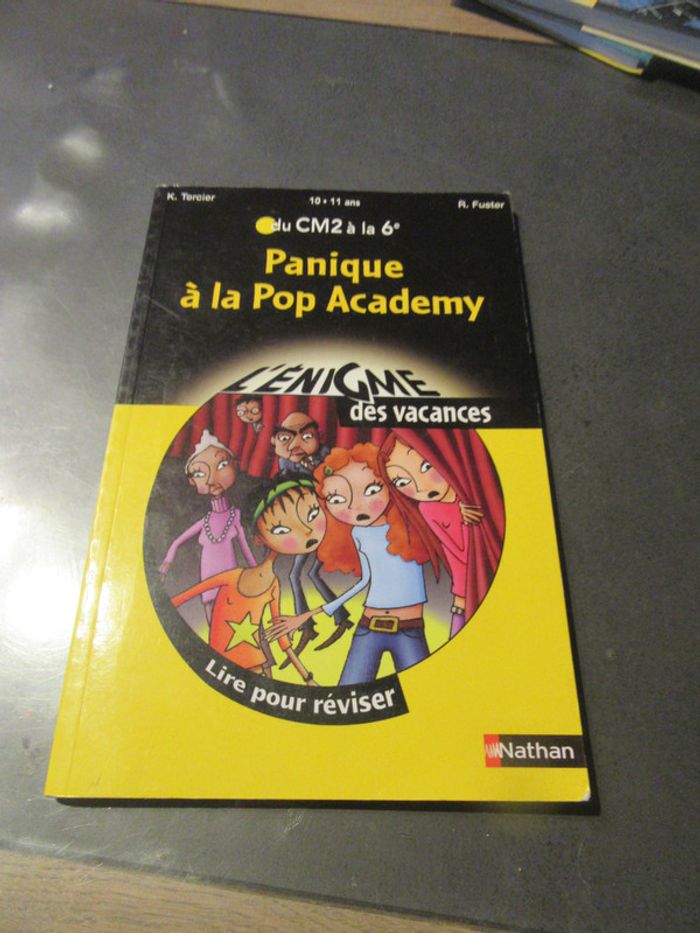 K. Tercier
10 • 11 ans
R. Fuster
du CM2 à la 6e
Panique
à la Pop Academy
L'ÉNIGME
des vacances
Lire pour réviser
Nathan